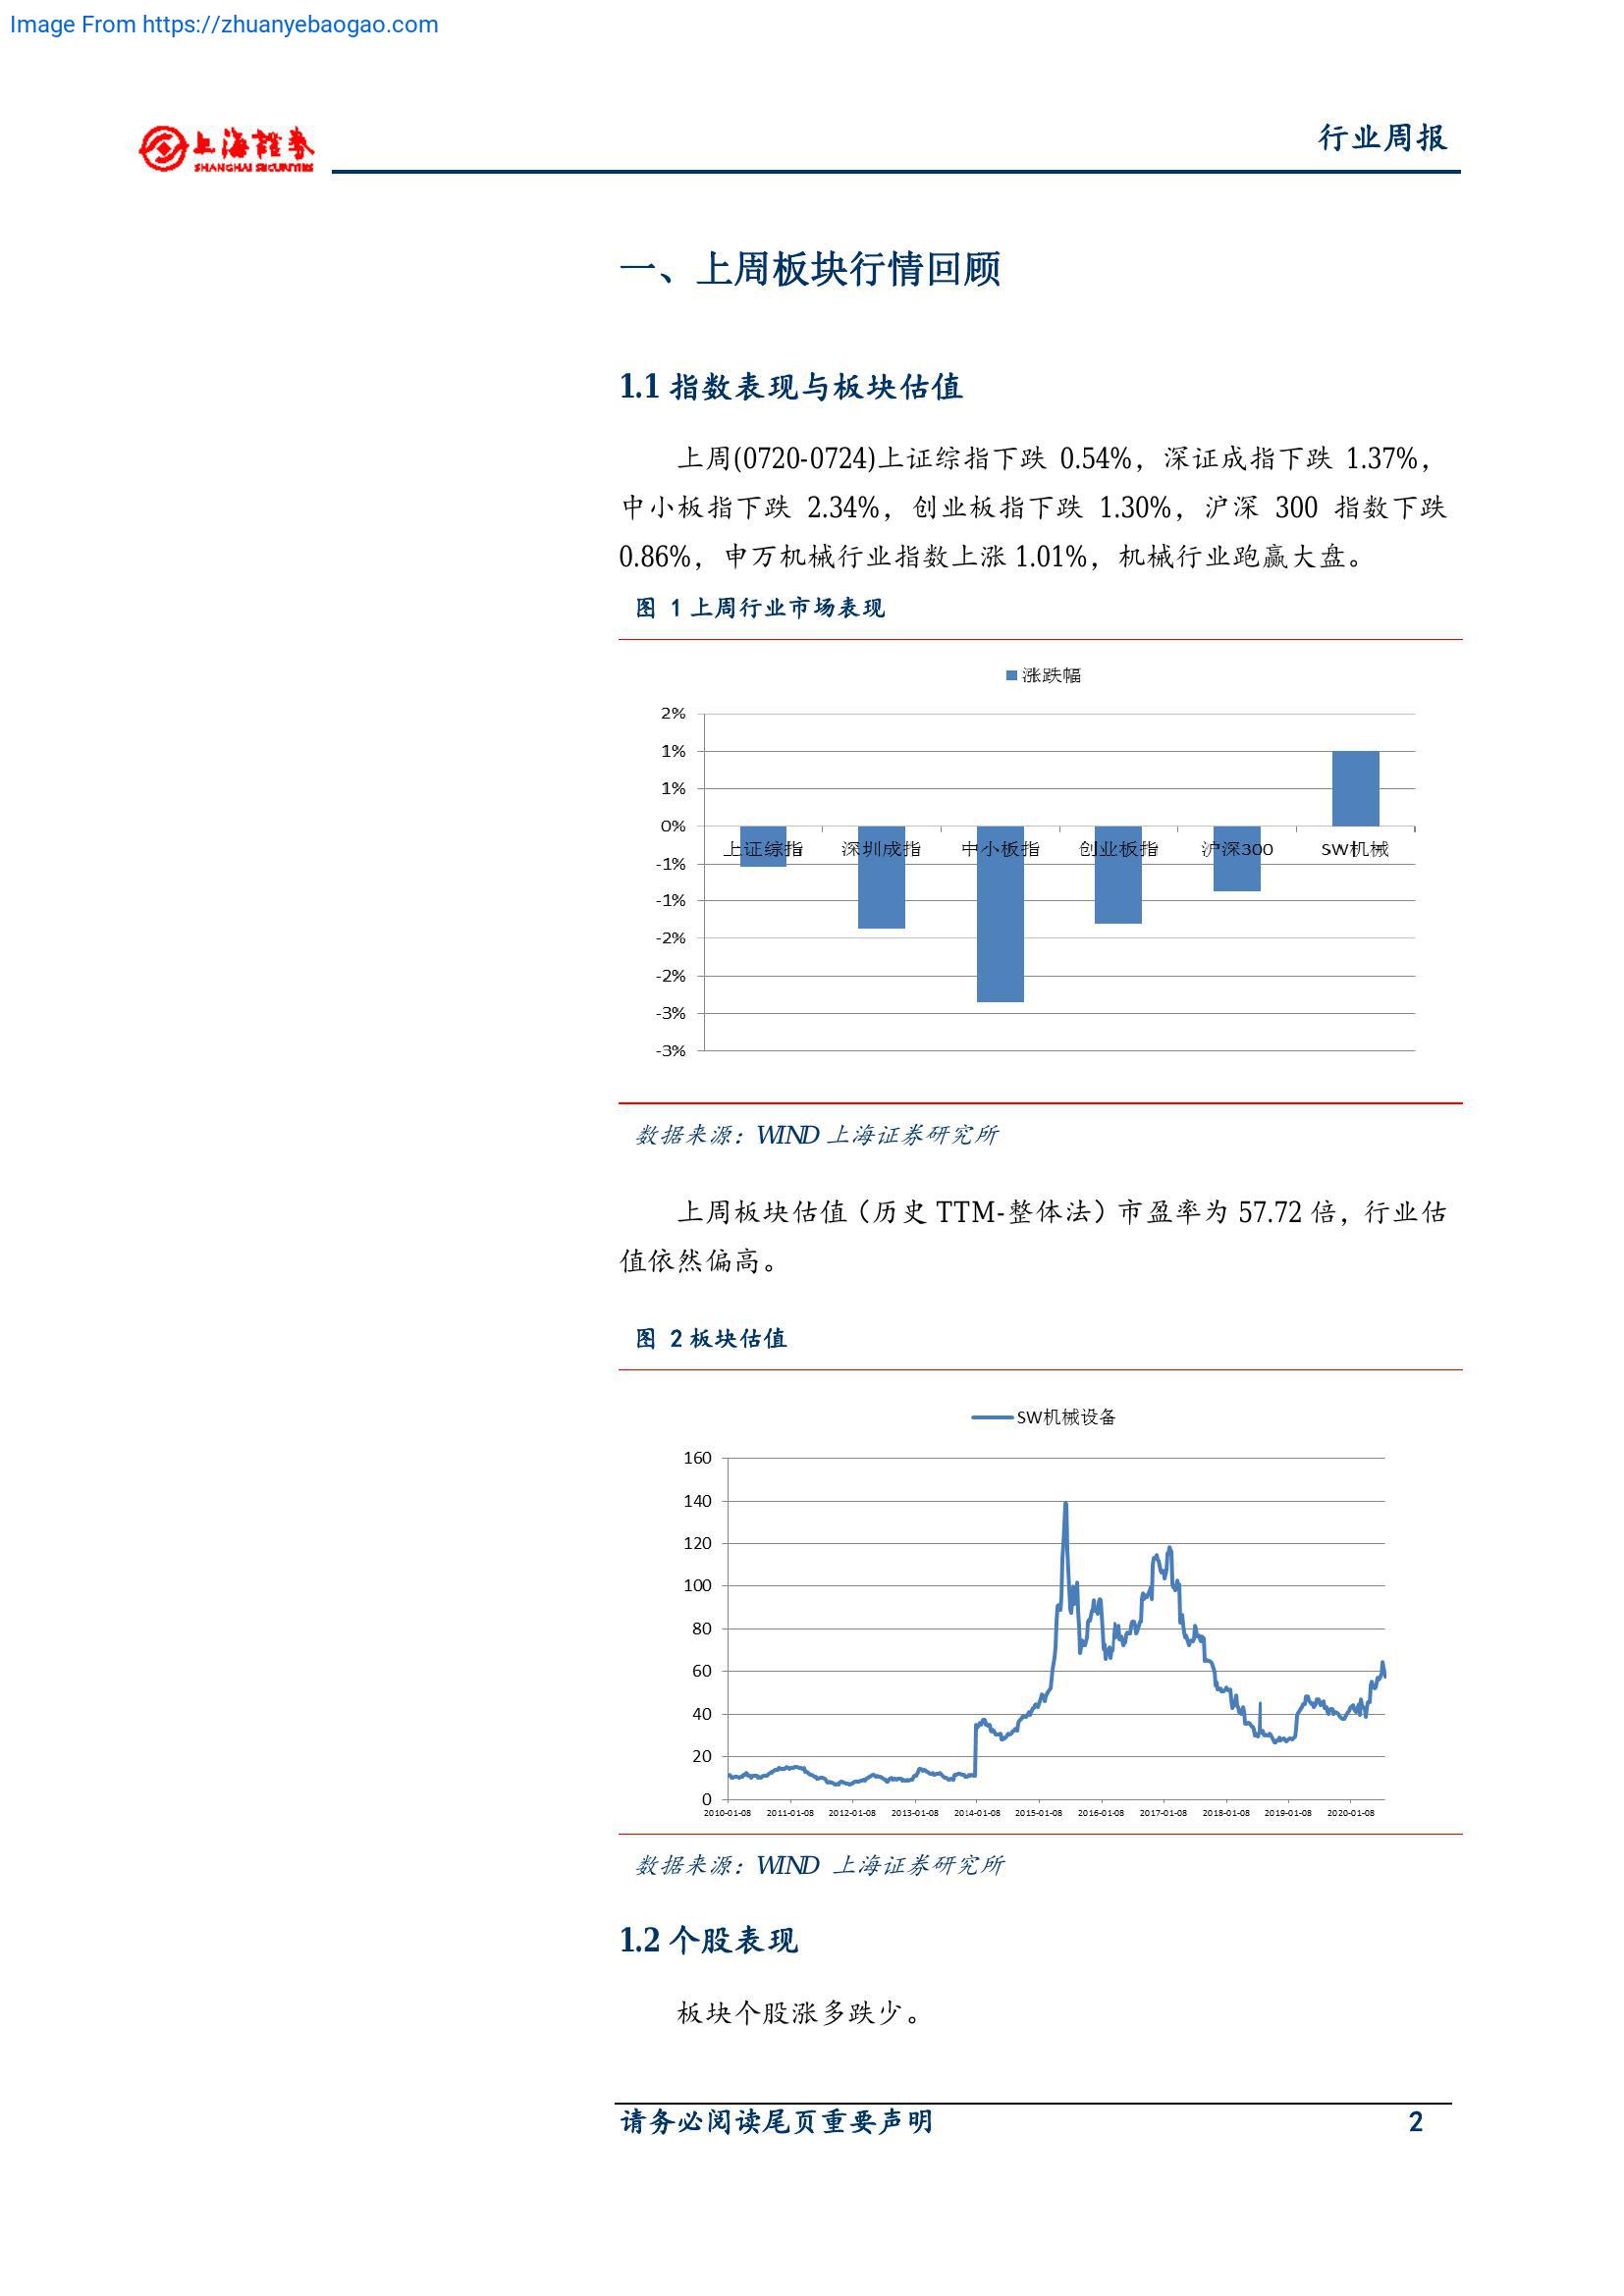 Image From https://zhuanyebaogao.com
上海證券
SHANGHAI SECURITIES
行业周报
一、上周板块行情回顾
1.1 指数表现与板块估值
上周(0720-0724)上证综指下跌 0.54%，深证成指下跌 1.37%，
中小板指下跌 2.34%，创业板指下跌 1.30%，沪深 300 指数下跌
0.86%，申万机械行业指数上涨 1.01%，机械行业跑赢大盘。
图 1 上周行业市场表现
涨跌幅
2%
1%
1%
0%
-1%
-1%
-2%
-2%
-3%
-3%
上证综指 深圳成指 中小板指 创业板指 沪深300 SW机械
数据来源：WIND 上海证券研究所
上周板块估值（历史 TTM-整体法）市盈率为 57.72 倍，行业估
值依然偏高。
图 2 板块估值
SW机械设备
160
140
120
100
80
60
40
20
0
2010-01-08 2011-01-08 2012-01-08 2013-01-08 2014-01-08 2015-01-08 2016-01-08 2017-01-08 2018-01-08 2019-01-08 2020-01-08
数据来源：WIND 上海证券研究所
1.2 个股表现
板块个股涨多跌少。
请务必阅读尾页重要声明 2